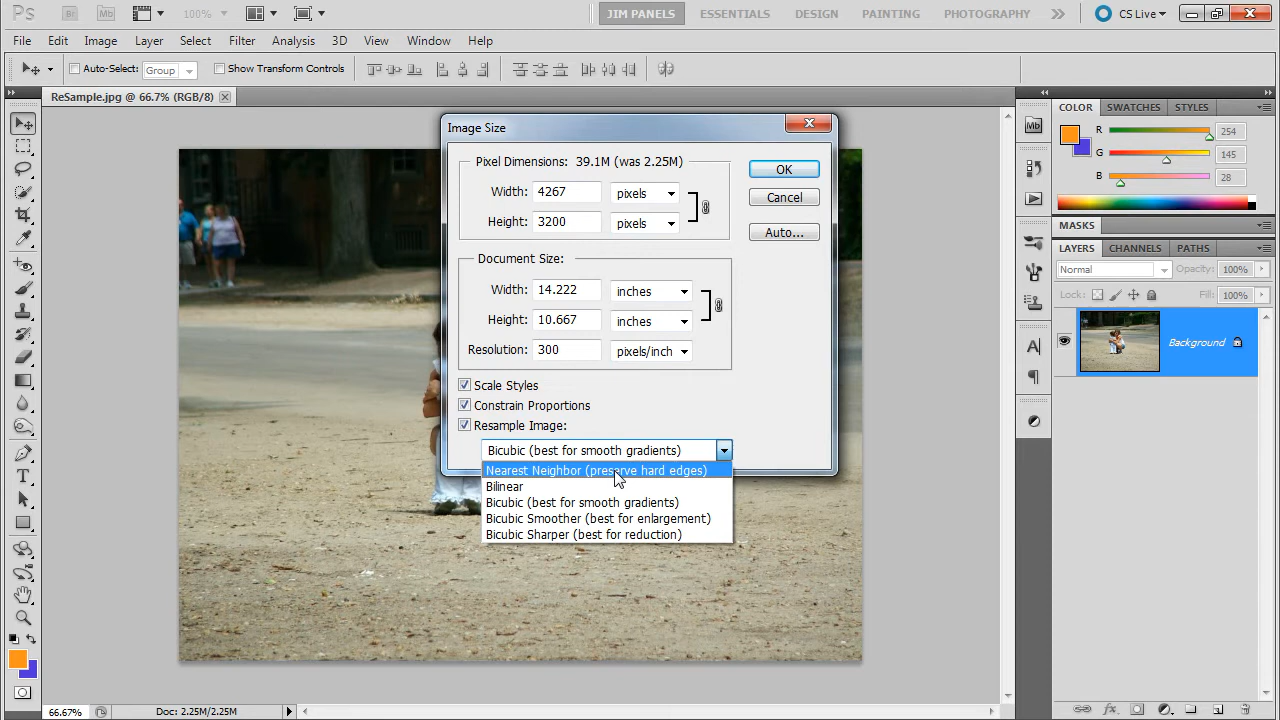 Ps Br Mb 100% JIM PANELS ESSENTIALS DESIGN PAINTING PHOTOGRAPHY CS Live
File Edit Image Layer Select Filter Analysis 3D View Window Help
Auto-Select: Group Show Transform Controls
ReSample.jpg @ 66.7% (RGB/8)
Image Size
Pixel Dimensions: 39.1M (was 2.25M)
Width: 4267 pixels
Height: 3200 pixels
Document Size:
Width: 14.222 inches
Height: 10.667 inches
Resolution: 300 pixels/inch
Scale Styles
Constrain Proportions
Resample Image:
Bicubic (best for smooth gradients)
Nearest Neighbor (preserve hard edges)
Bilinear
Bicubic (best for smooth gradients)
Bicubic Smoother (best for enlargement)
Bicubic Sharper (best for reduction)
OK
Cancel
Auto...
Mb
COLOR SWATCHES STYLES
R 254
G 145
B 28
MASKS
LAYERS CHANNELS PATHS
Normal Opacity: 100%
Lock: Fill: 100%
Background
66.67% Doc: 2.25M/2.25M